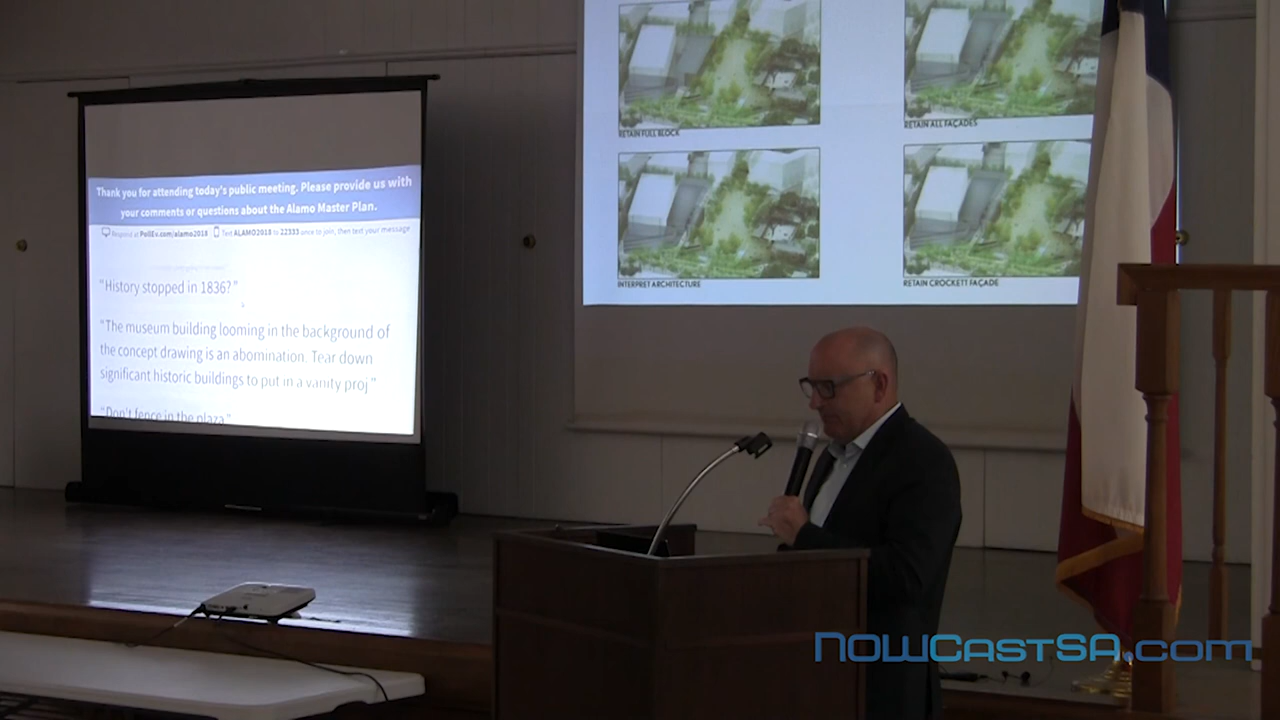 Thank you for attending today's public meeting. Please provide us with
your comments or questions about the Alamo Master Plan.
Respond at PollEv.com/alamo2018 Text ALAMO2018 to 22333 once to join, then text your message
"History stopped in 1836?"
"The museum building looming in the background of
the concept drawing is an abomination. Tear down
significant historic buildings to put in a vanity proj"
"Don't fence in the plaza"
RETAIN FULL BLOCK
RETAIN ALL FAÇADES
INTERPRET ARCHITECTURE
RETAIN CROCKETT FAÇADE
NOWCastSA.com